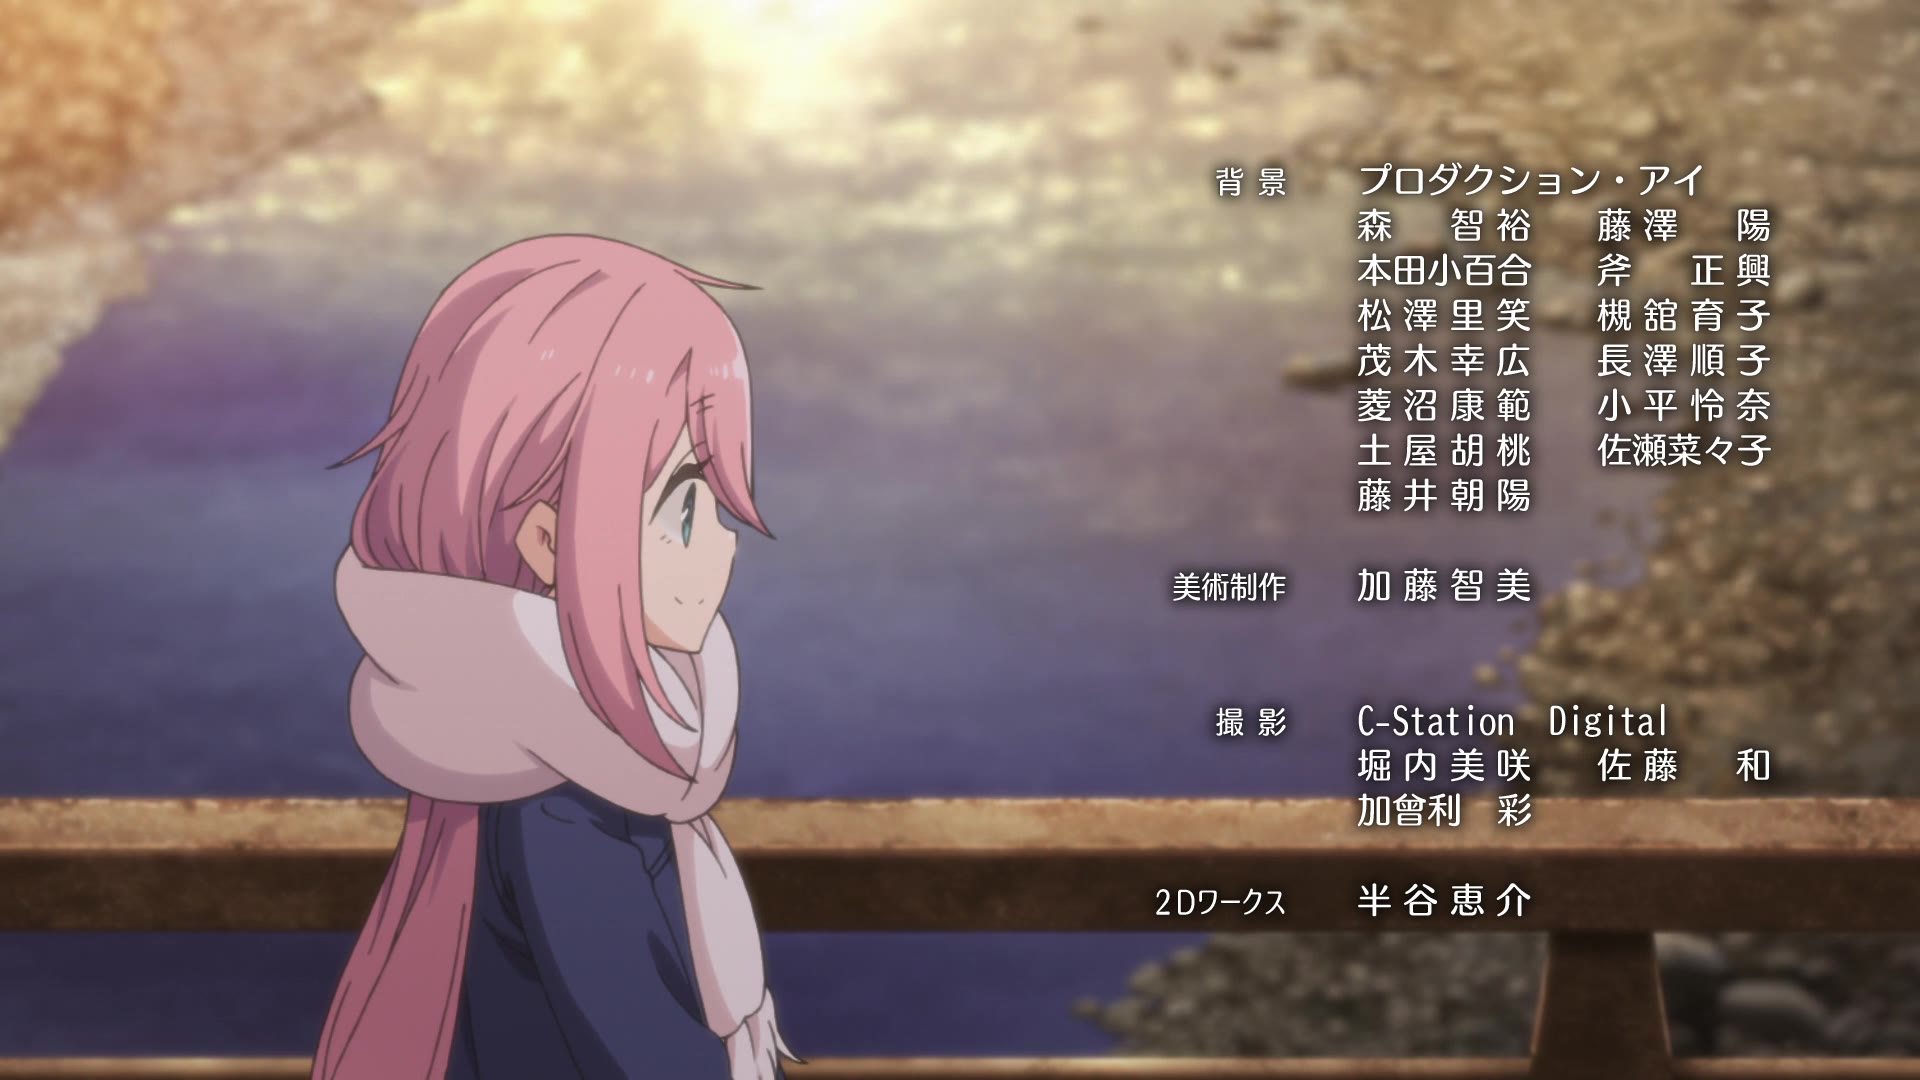 背景 プロダクション・アイ
森 智裕 藤澤 陽
本田小百合 斧 正興
松澤里笑 槻舘育子
茂木幸広 長澤順子
菱沼康範 小平怜奈
土屋胡桃 佐瀬菜々子
藤井朝陽
美術制作 加藤智美
撮影 C-Station Digital
堀内美咲 佐藤 和
加曾利 彩
2Dワークス 半谷恵介